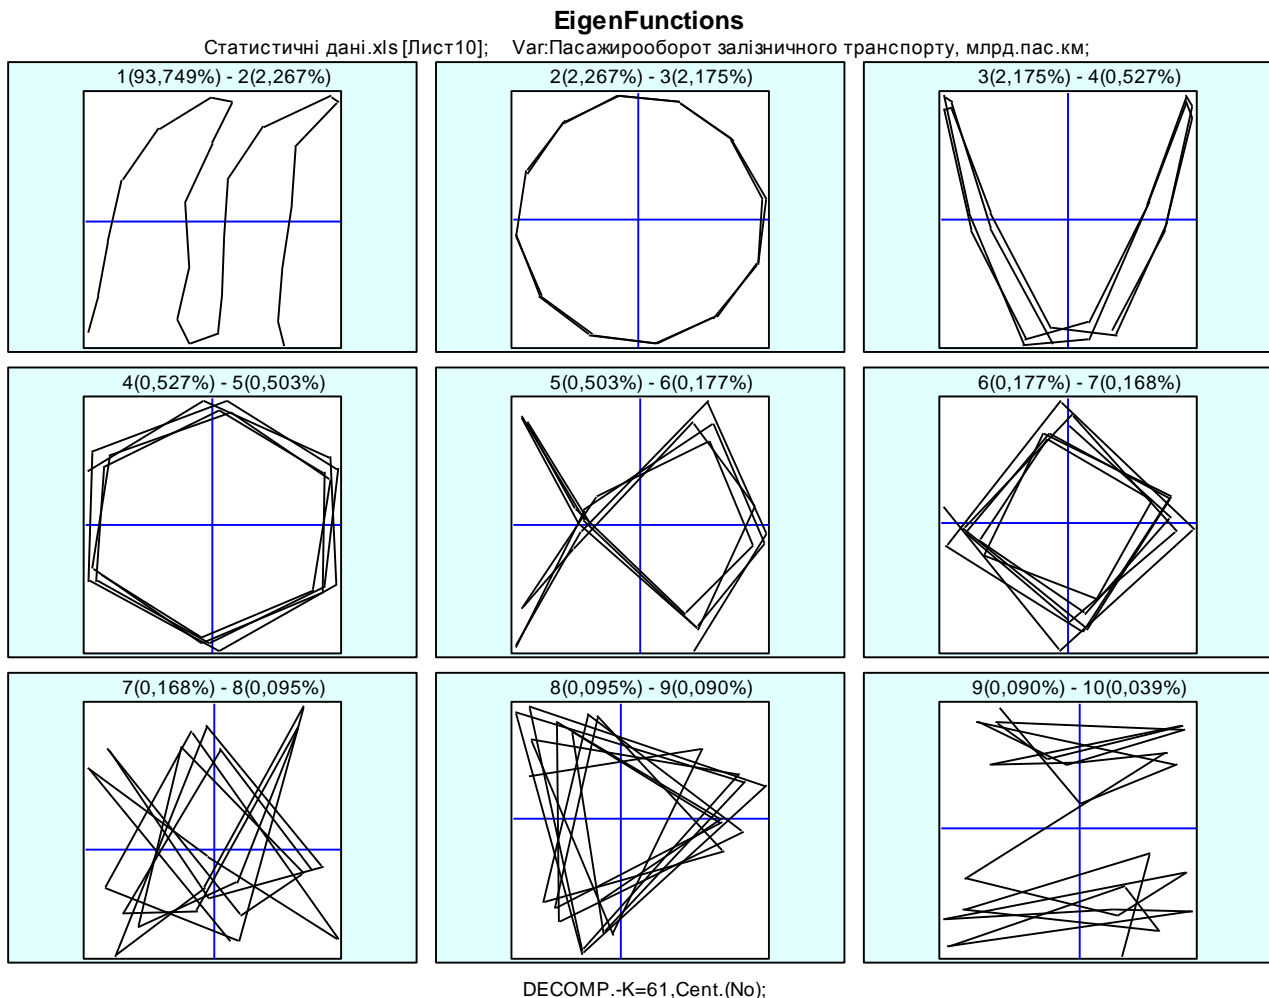 EigenFunctions
Статистичні дані.xls[Лист10]; Var:Пасажирооборот залізничного транспорту, млрд.пас.км;
1(93,749%) - 2(2,267%)
2(2,267%) - 3(2,175%)
3(2,175%) - 4(0,527%)
4(0,527%) - 5(0,503%)
5(0,503%) - 6(0,177%)
6(0,177%) - 7(0,168%)
7(0,168%) - 8(0,095%)
8(0,095%) - 9(0,090%)
9(0,090%) - 10(0,039%)
DECOMP.-K=61,Cent.(No);